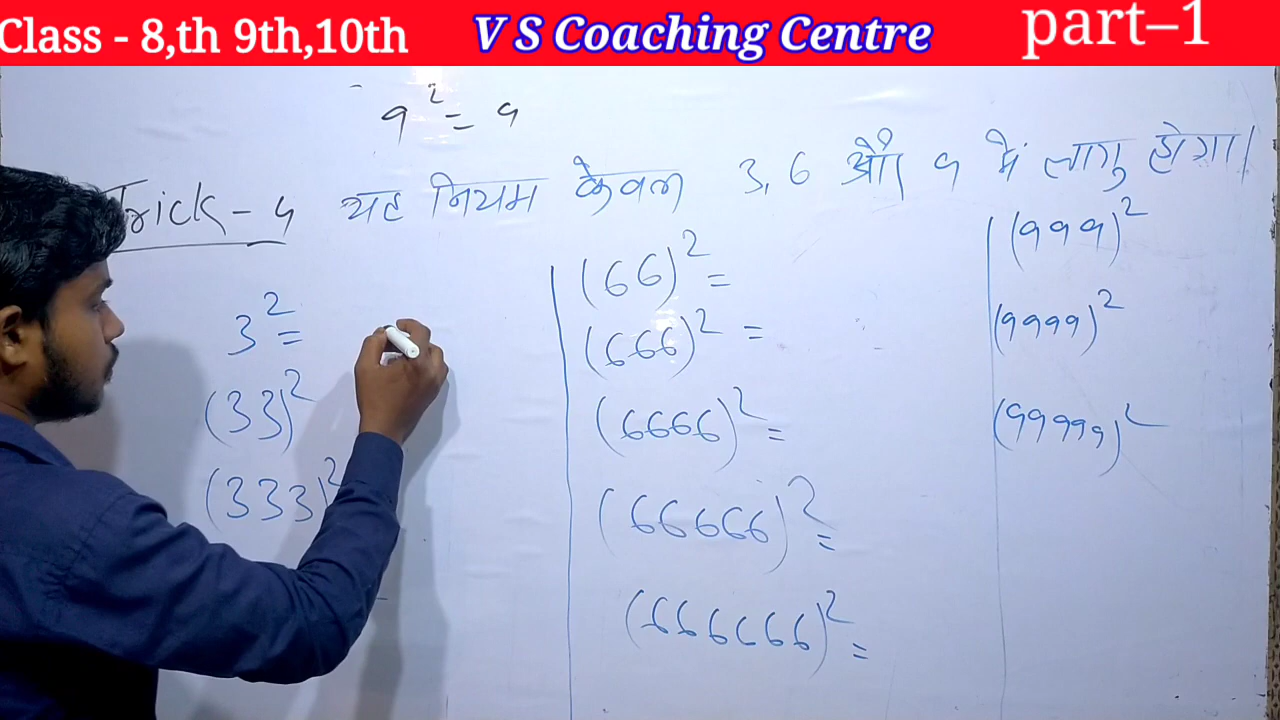 Class - 8,th 9th,10th
V S Coaching Centre
part–1
9² = 9
Trick - 4 यह नियम केवल 3, 6 और 9 में लागु होगा।
3² =
(33)²
(333)²
(66)² =
(666)² =
(6666)² =
(66666)² =
(666666)² =
(999)²
(9999)²
(99999)²